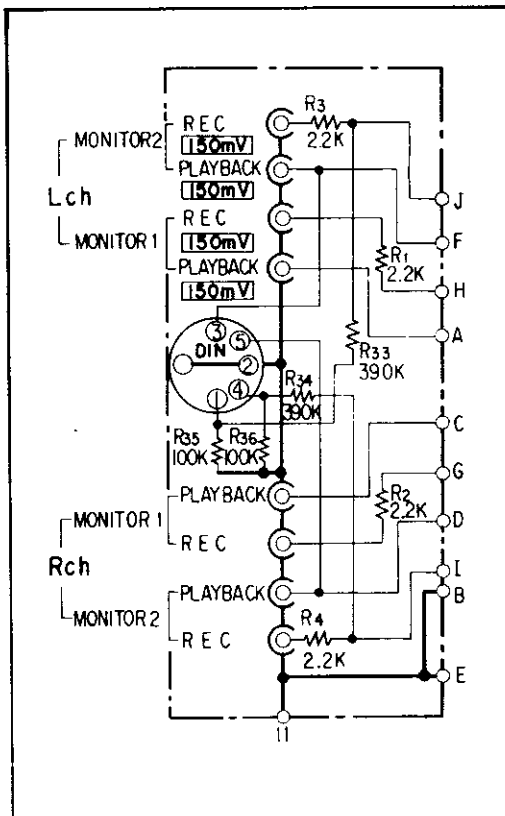 REC
R3
2.2K
MONITOR2
150mV
PLAYBACK
150mV
J
Lch
REC
F
MONITOR 1
150mV
R1
2.2K
PLAYBACK
H
150mV
A
3
DIN
5
2
R33
390K
4
R34
390K
1
C
R35
100K
R36
100K
G
PLAYBACK
R2
2.2K
MONITOR 1
D
REC
Rch
I
PLAYBACK
B
MONITOR 2
R4
REC
2.2K
E
11